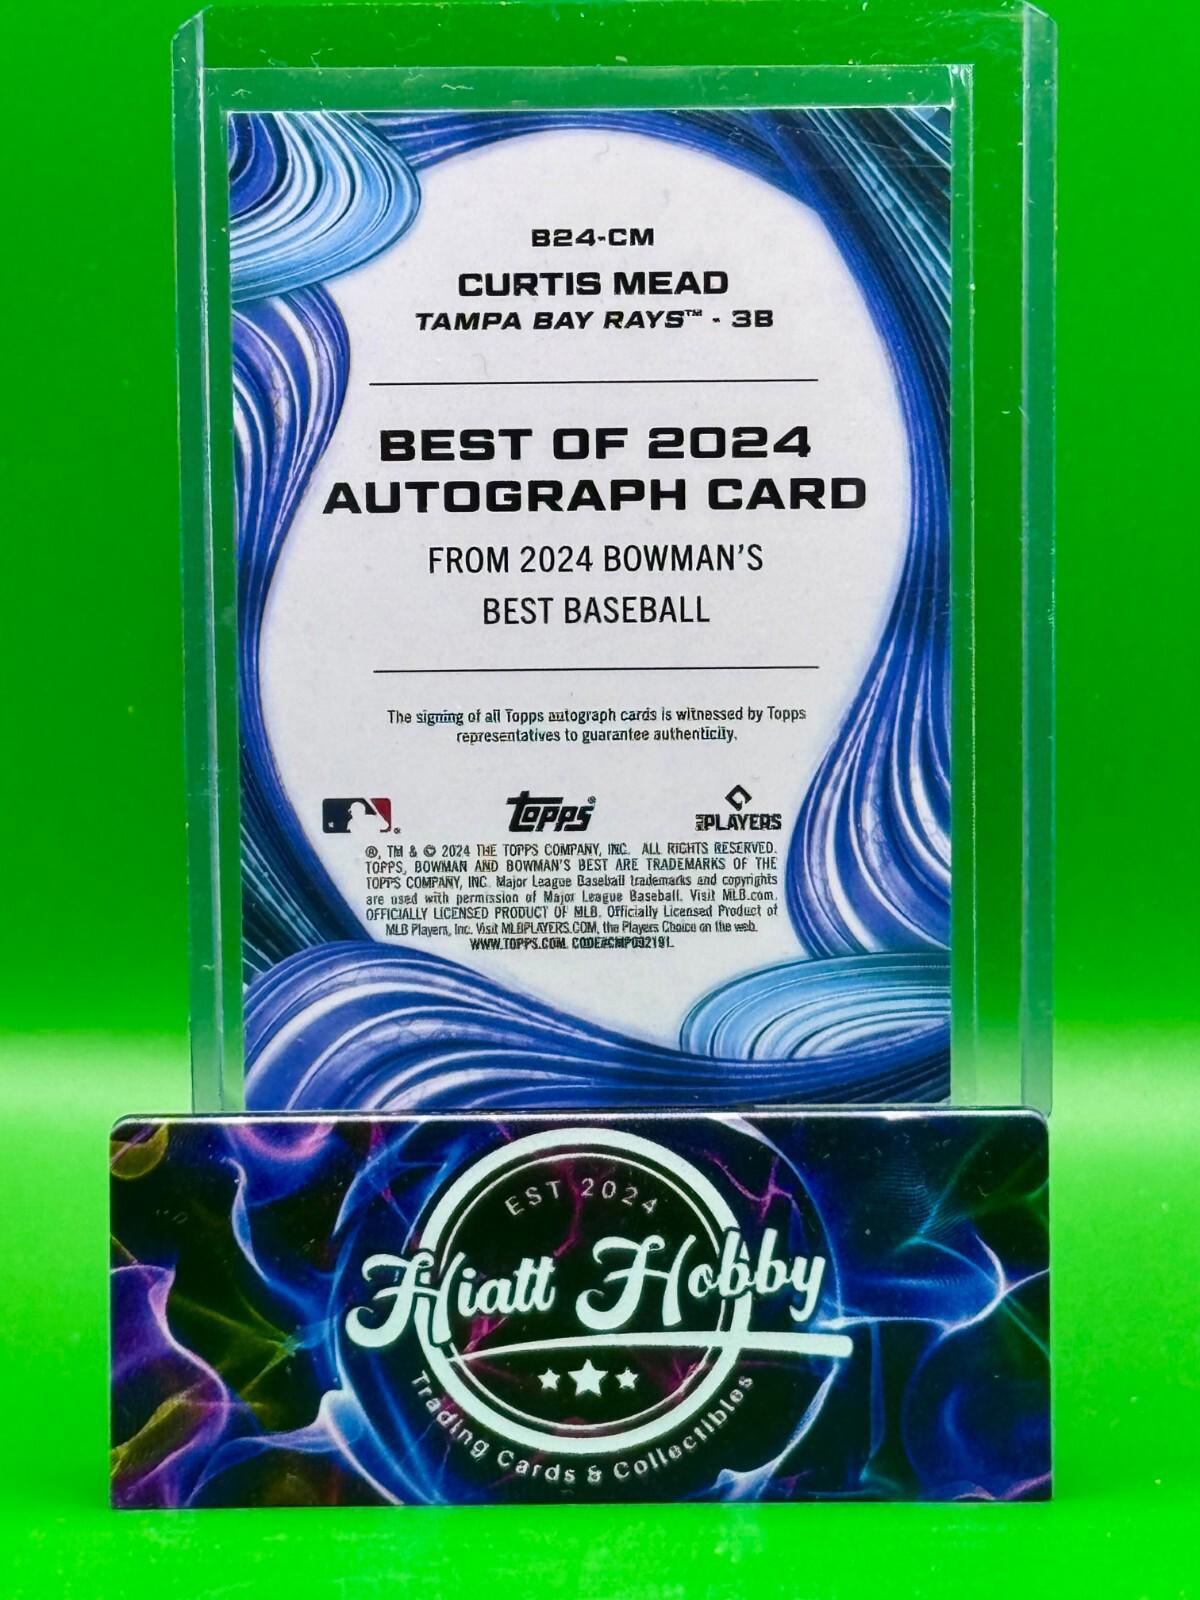 B24-CM
CURTIS MEAD
TAMPA BAY RAYS™ - 3B
BEST OF 2024
AUTOGRAPH CARD
FROM 2024 BOWMAN'S
BEST BASEBALL
The signing of all Topps autograph cards is witnessed by Topps
representatives to guarantee authenticity.
topps®
PLAYERS
®, TM & © 2024 THE TOPPS COMPANY, INC. ALL RIGHTS RESERVED.
TOPPS, BOWMAN AND BOWMAN'S BEST ARE TRADEMARKS OF THE
TOPPS COMPANY, INC. Major League Baseball trademarks and copyrights
are used with permission of Major League Baseball. Visit MLB.com.
OFFICIALLY LICENSED PRODUCT OF MLB. Officially Licensed Product of
MLB Players, Inc. Visit MLBPLAYERS.COM, the Players Choice on the web.
WWW.TOPPS.COM
EST 2024
Hiatt Hobby
Trading Cards & Collectibles